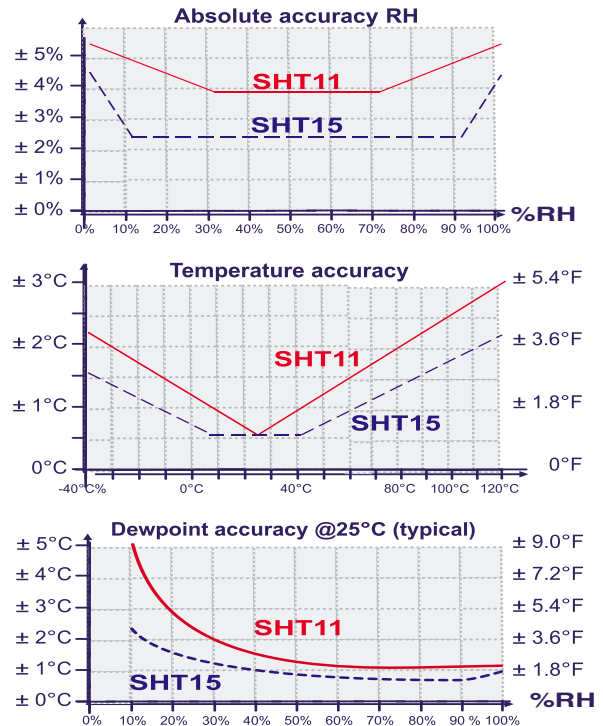 Absolute accuracy RH
± 5%
± 4%
SHT11
± 3%
SHT15
± 2%
± 1%
± 0%
%RH
0% 10% 20% 30% 40% 50% 60% 70% 80% 90 % 100%
Temperature accuracy
± 3°C ± 5.4°F
± 2°C ± 3.6°F
SHT11
± 1°C ± 1.8°F
SHT15
0°C 0°F
-40°C% 0°C 40°C 80°C 100°C 120°C
Dewpoint accuracy @25°C (typical)
± 5°C ± 9.0°F
± 4°C ± 7.2°F
± 3°C ± 5.4°F
SHT11
± 2°C ± 3.6°F
± 1°C ± 1.8°F
SHT15
± 0°C %RH
0% 10% 20% 30% 40% 50% 60% 70% 80% 90 % 100%